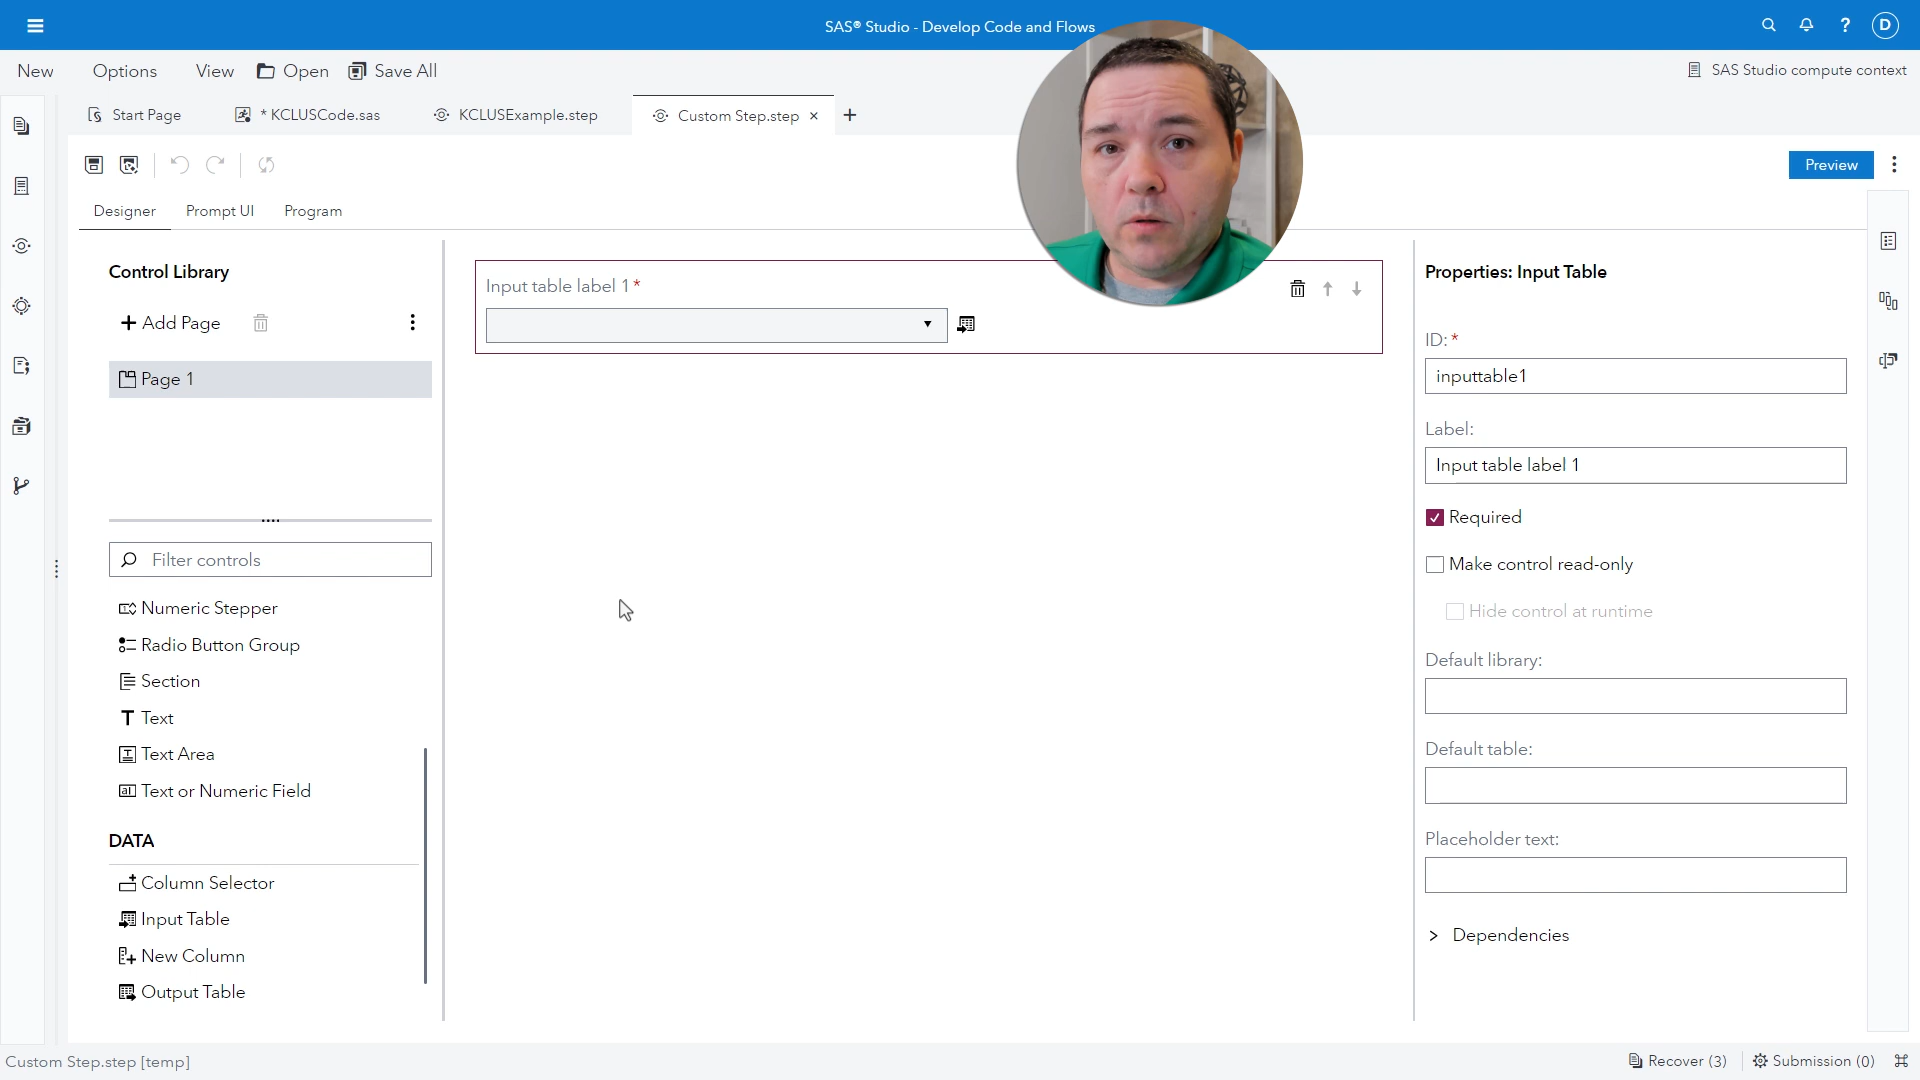 SAS® Studio - Develop Code and Flows
? D
New Options View Open Save All
SAS Studio compute context
Start Page
* KCLUSCode.sas
KCLUSExample.step
Custom Step.step × +
Preview
Designer Prompt UI Program
Control Library
+ Add Page
Page 1
Filter controls
Numeric Stepper
Radio Button Group
Section
Text
Text Area
Text or Numeric Field
DATA
Column Selector
Input Table
New Column
Output Table
Input table label 1 *
Properties: Input Table
ID: *
inputtable1
Label:
Input table label 1
Required
Make control read-only
Hide control at runtime
Default library:
Default table:
Placeholder text:
> Dependencies
Custom Step.step [temp]
Recover (3)
Submission (0)